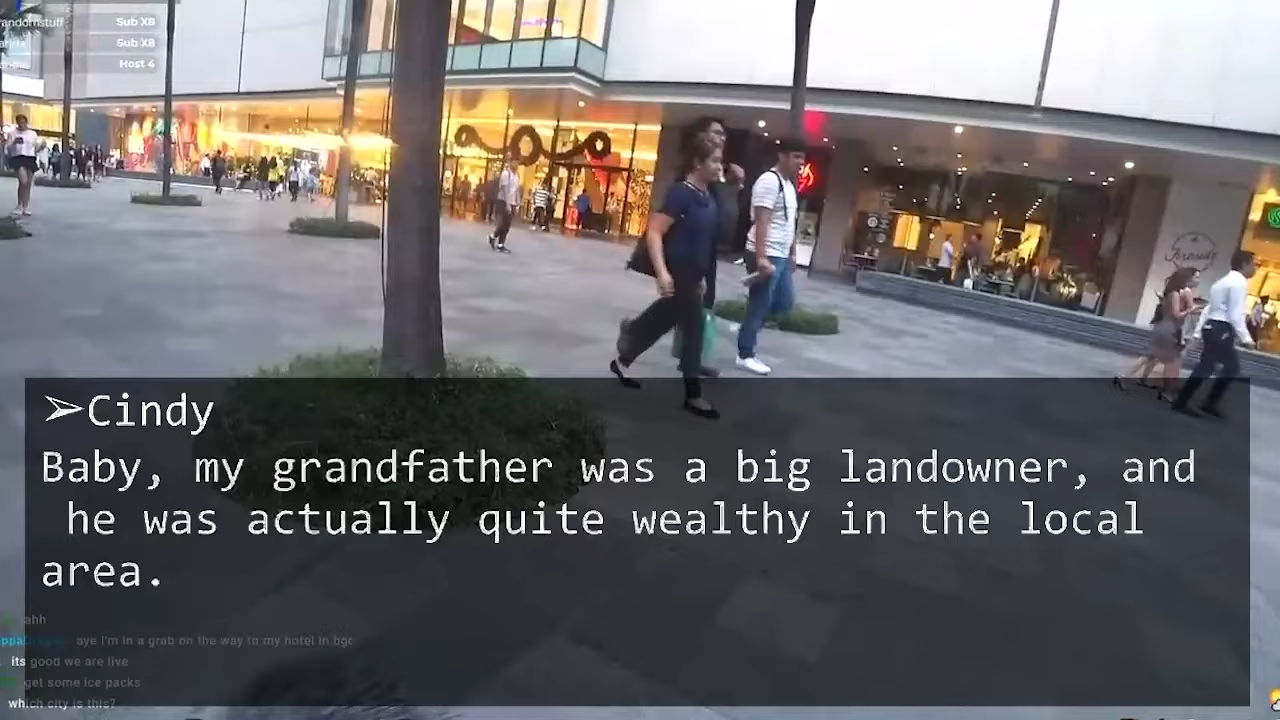 Sub X8
Sub X8
Host 4
➢Cindy
Baby, my grandfather was a big landowner, and
he was actually quite wealthy in the local
area.
ahh
aye I'm in a grab on the way to my hotel in bgc
its good we are live
get some ice packs
which city is this?